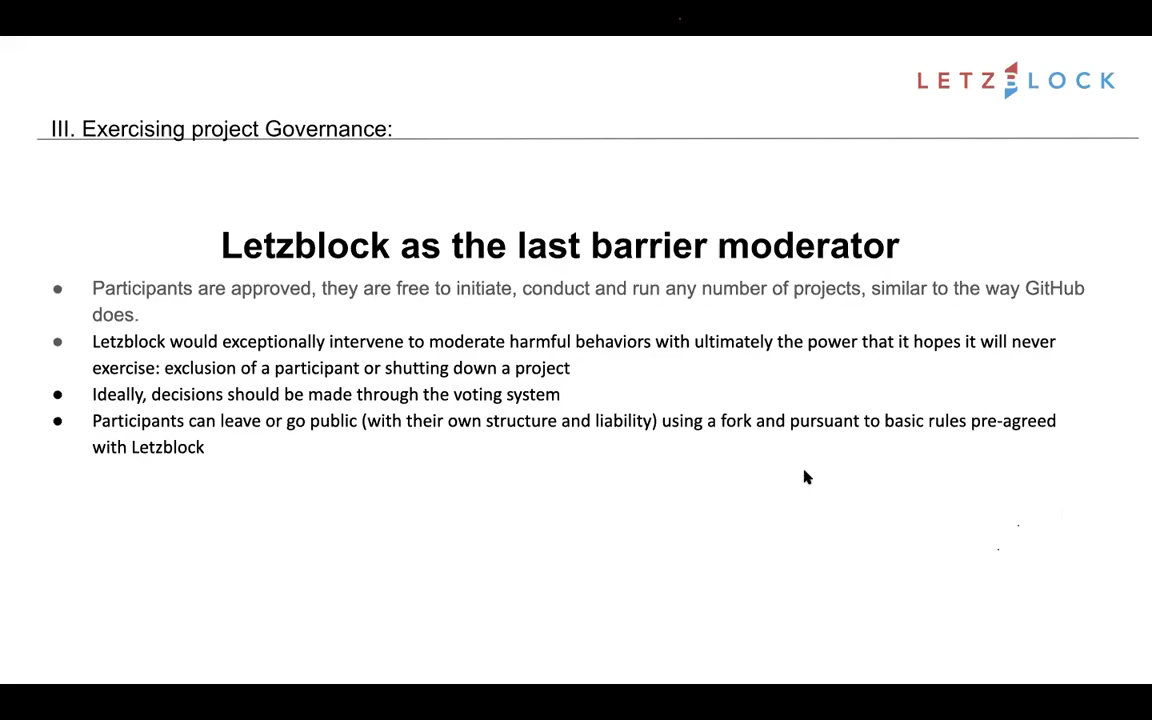 LETZBLOCK
III. Exercising project Governance:
Letzblock as the last barrier moderator
● Participants are approved, they are free to initiate, conduct and run any number of projects, similar to the way GitHub
does.
● Letzblock would exceptionally intervene to moderate harmful behaviors with ultimately the power that it hopes it will never
exercise: exclusion of a participant or shutting down a project
● Ideally, decisions should be made through the voting system
● Participants can leave or go public (with their own structure and liability) using a fork and pursuant to basic rules pre-agreed
with Letzblock